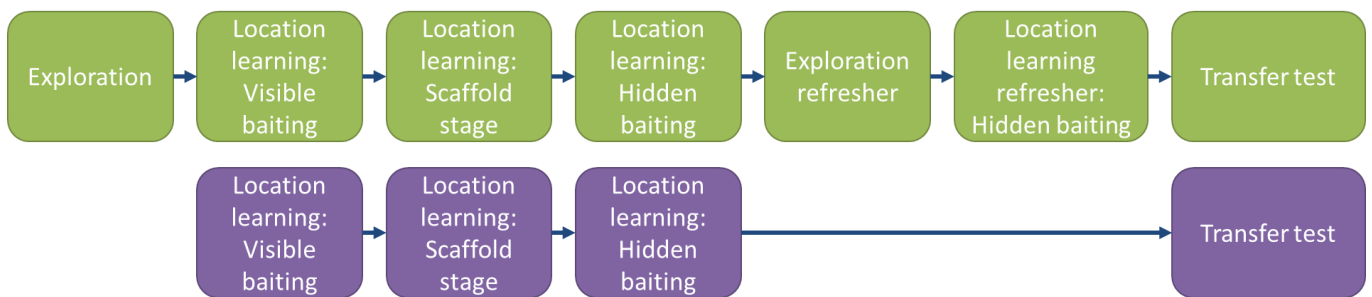 Exploration
Location
learning:
Visible
baiting
Location
learning:
Scaffold
stage
Location
learning:
Hidden
baiting
Exploration
refresher
Location
learning
refresher:
Hidden baiting
Transfer test
Location
learning:
Visible
baiting
Location
learning:
Scaffold
stage
Location
learning:
Hidden
baiting
Transfer test